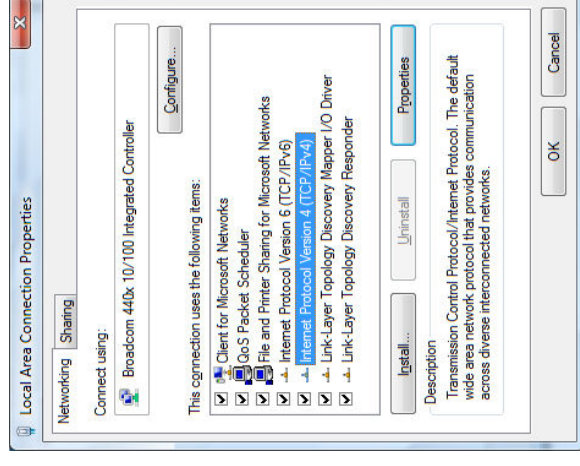 Local Area Connection Properties
Networking
Sharing
Connect using:
Broadcom 440x 10/100 Integrated Controller
Configure...
This connection uses the following items:
Client for Microsoft Networks
QoS Packet Scheduler
File and Printer Sharing for Microsoft Networks
Internet Protocol Version 6 (TCP/IPv6)
Internet Protocol Version 4 (TCP/IPv4)
Link-Layer Topology Discovery Mapper I/O Driver
Link-Layer Topology Discovery Responder
Install...
Uninstall
Properties
Description
Transmission Control Protocol/Internet Protocol. The default
wide area network protocol that provides communication
across diverse interconnected networks.
OK
Cancel